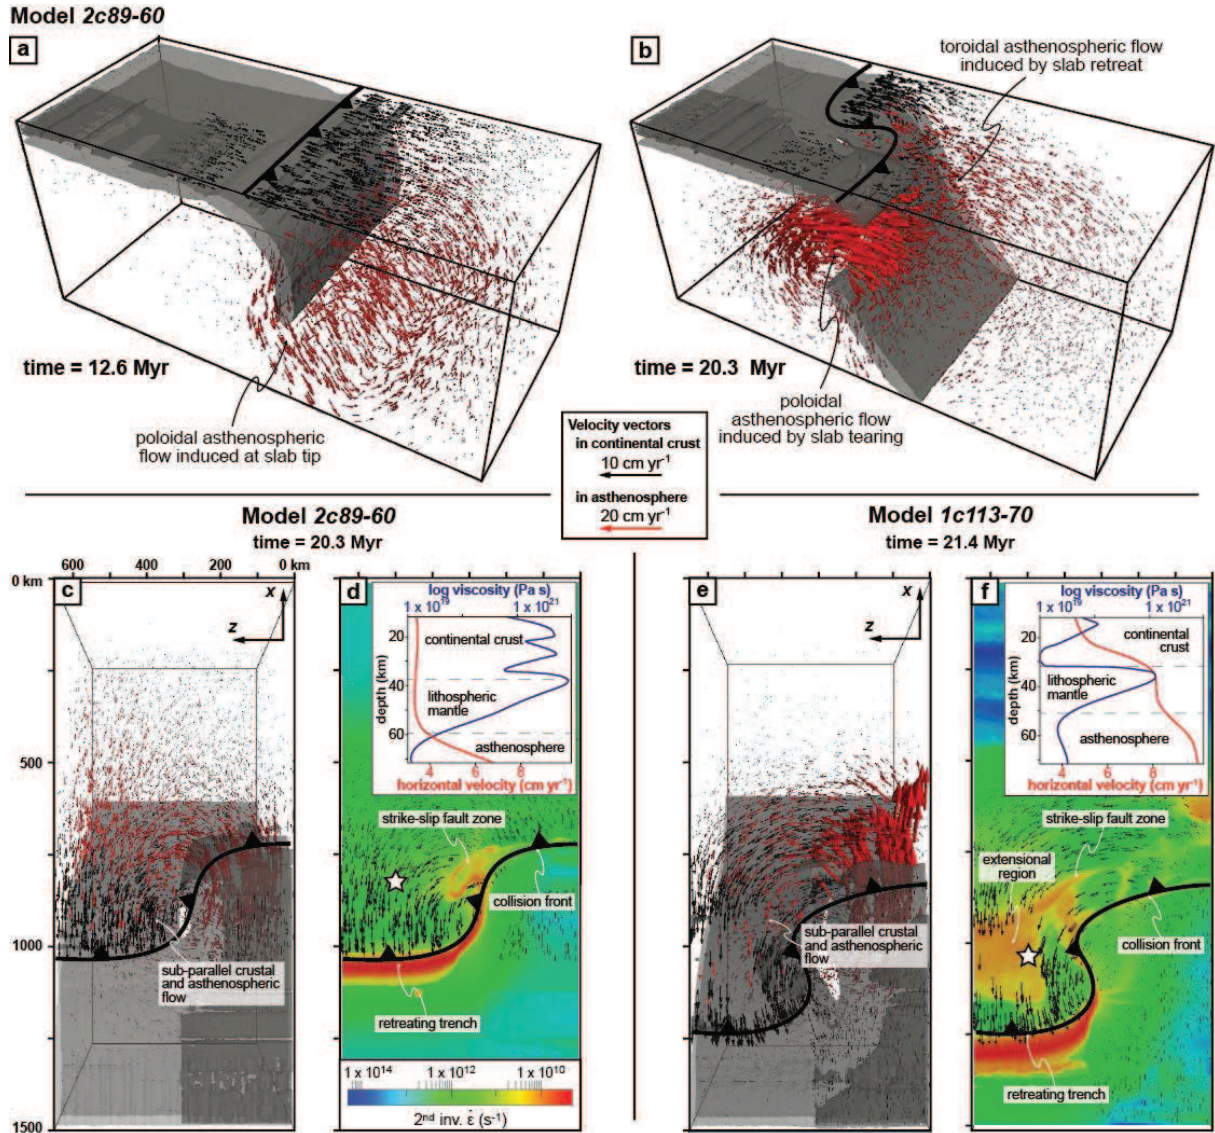 Model 2c89-60
a
b
toroidal asthenospheric flow
induced by slab retreat
time = 12.6 Myr
time = 20.3 Myr
poloidal asthenospheric
flow induced at slab tip
poloidal
asthenospheric flow
induced by slab tearing
Velocity vectors
in continental crust
10 cm yr-1
in asthenosphere
20 cm yr-1
Model 2c89-60
time = 20.3 Myr
Model 1c113-70
time = 21.4 Myr
600 400 200 0 km
0 km
500
1000
1500
c
x
z
sub-parallel crustal
and asthenospheric
flow
d
log viscosity (Pa s)
1 x 10^19 1 x 10^21
20
40
60
depth (km)
continental crust
lithospheric
mantle
asthenosphere
4 8
horizontal velocity (cm yr-1)
strike-slip fault zone
collision front
retreating trench
1 x 10^14 1 x 10^12 1 x 10^10
2nd inv. ε̇ (s-1)
e
x
z
sub-parallel crustal
and asthenospheric
flow
f
log viscosity (Pa s)
1 x 10^19 1 x 10^21
20
40
60
depth (km)
continental
crust
lithospheric
mantle
asthenosphere
4 8
horizontal velocity (cm yr-1)
strike-slip fault zone
extensional
region
collision front
retreating trench